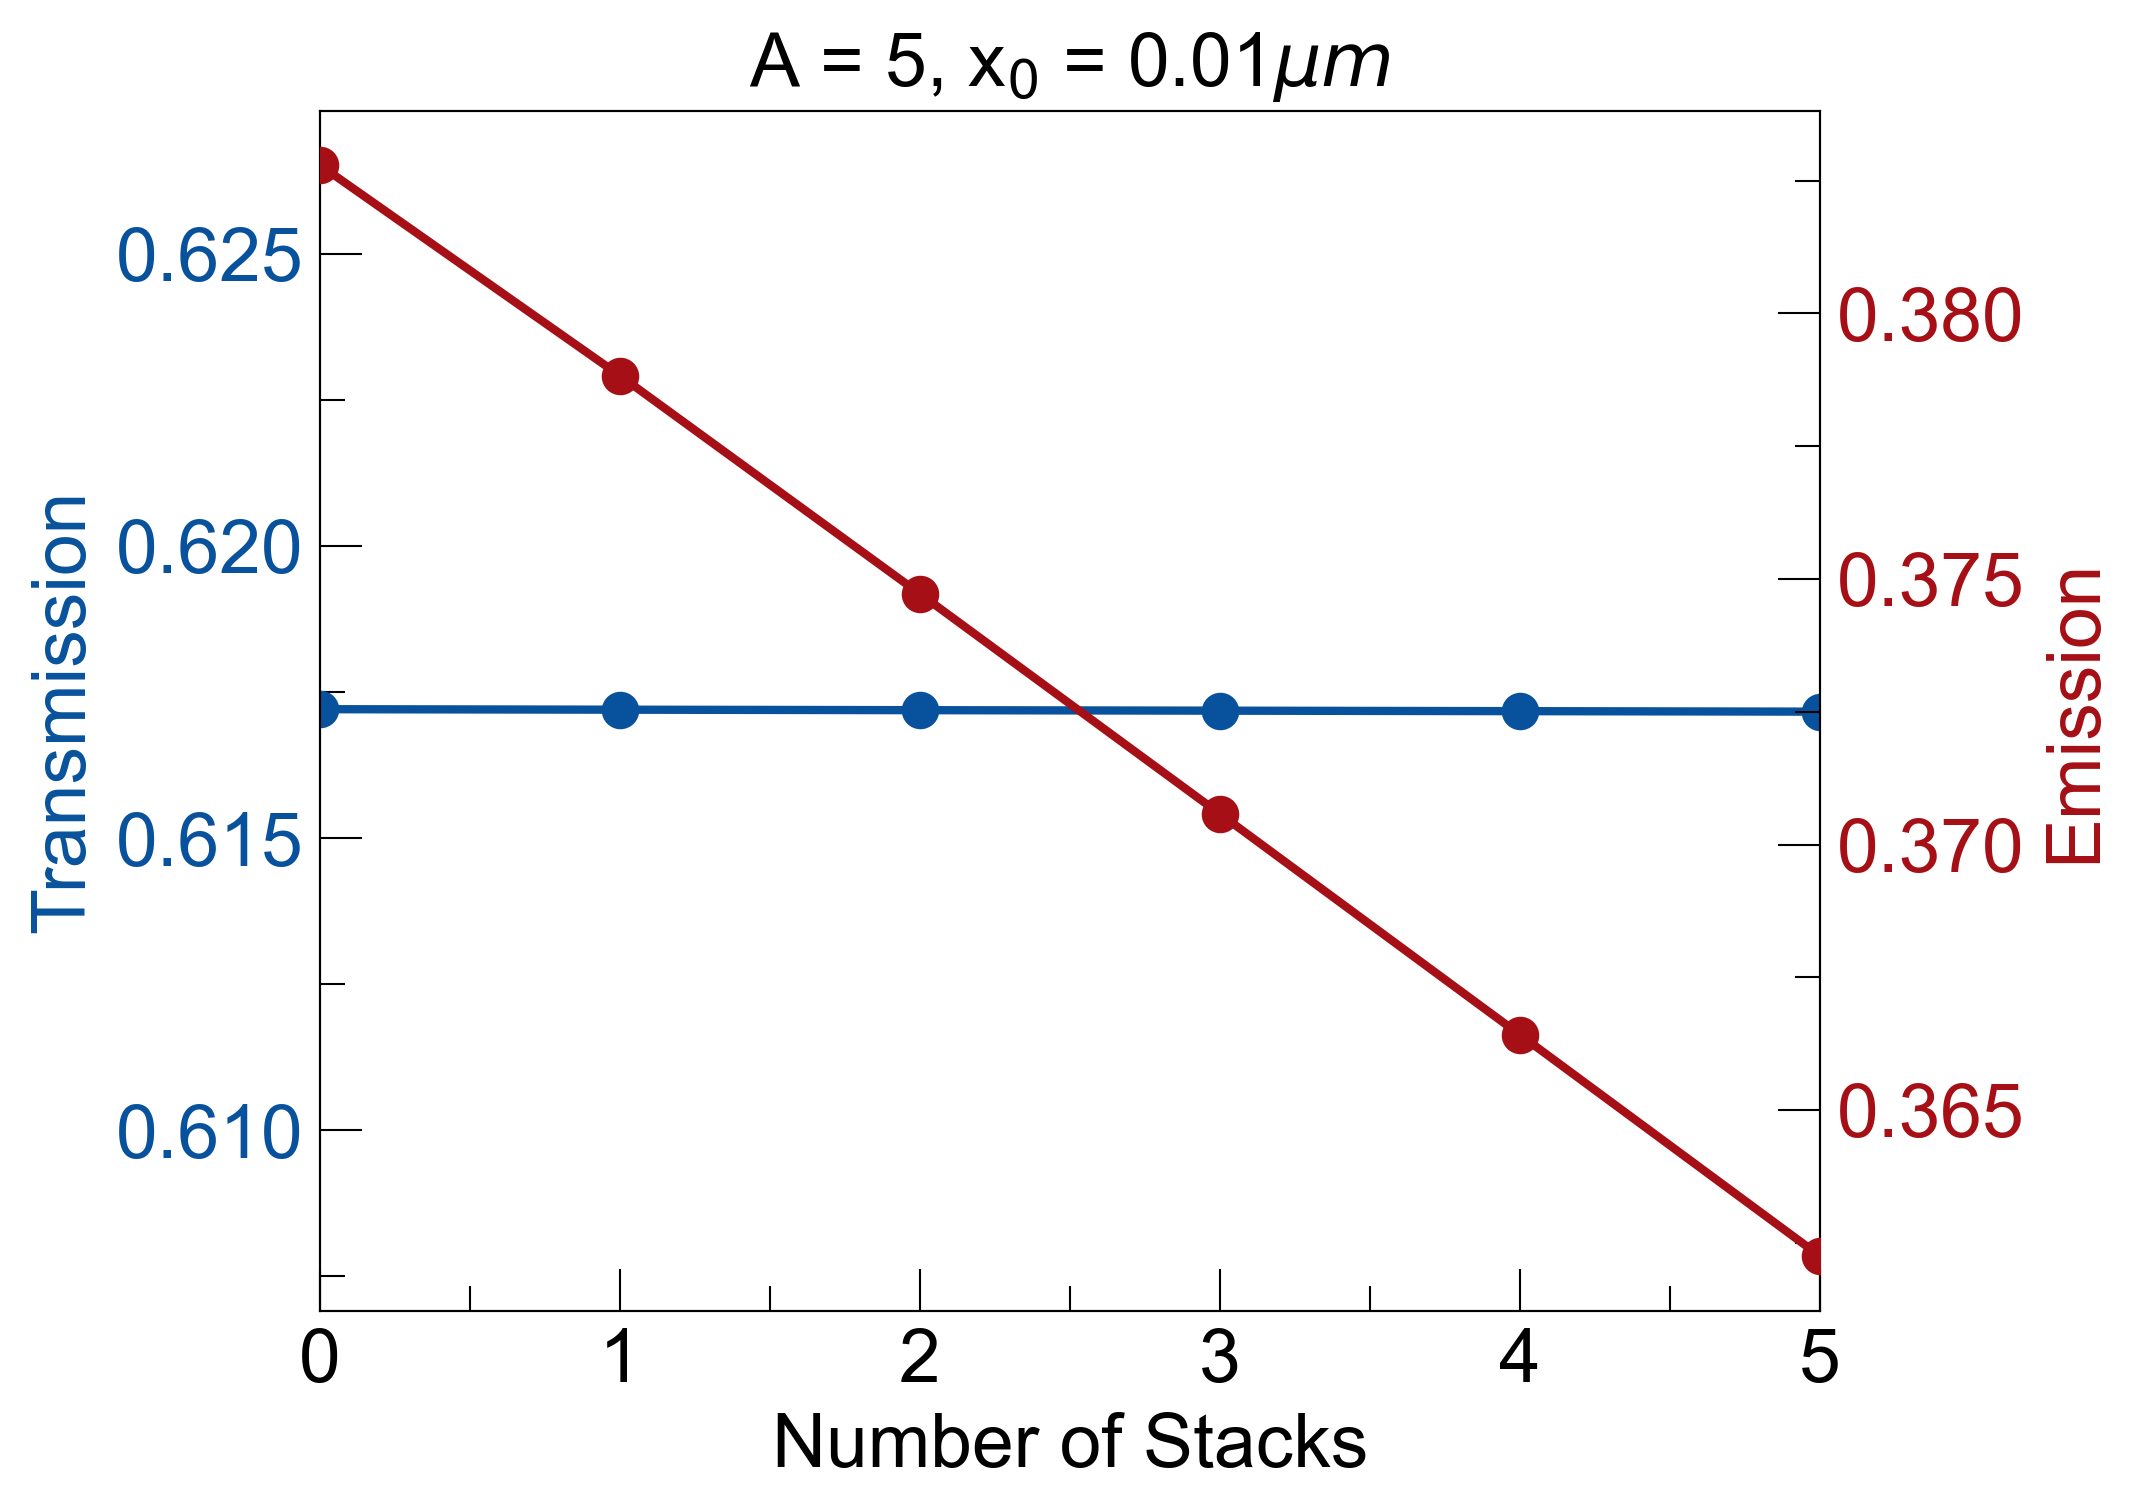 A = 5, x₀ = 0.01μm
Transmission
0.625
0.620
0.615
0.610
0.380
0.375
0.370
0.365
Emission
0 1 2 3 4 5
Number of Stacks